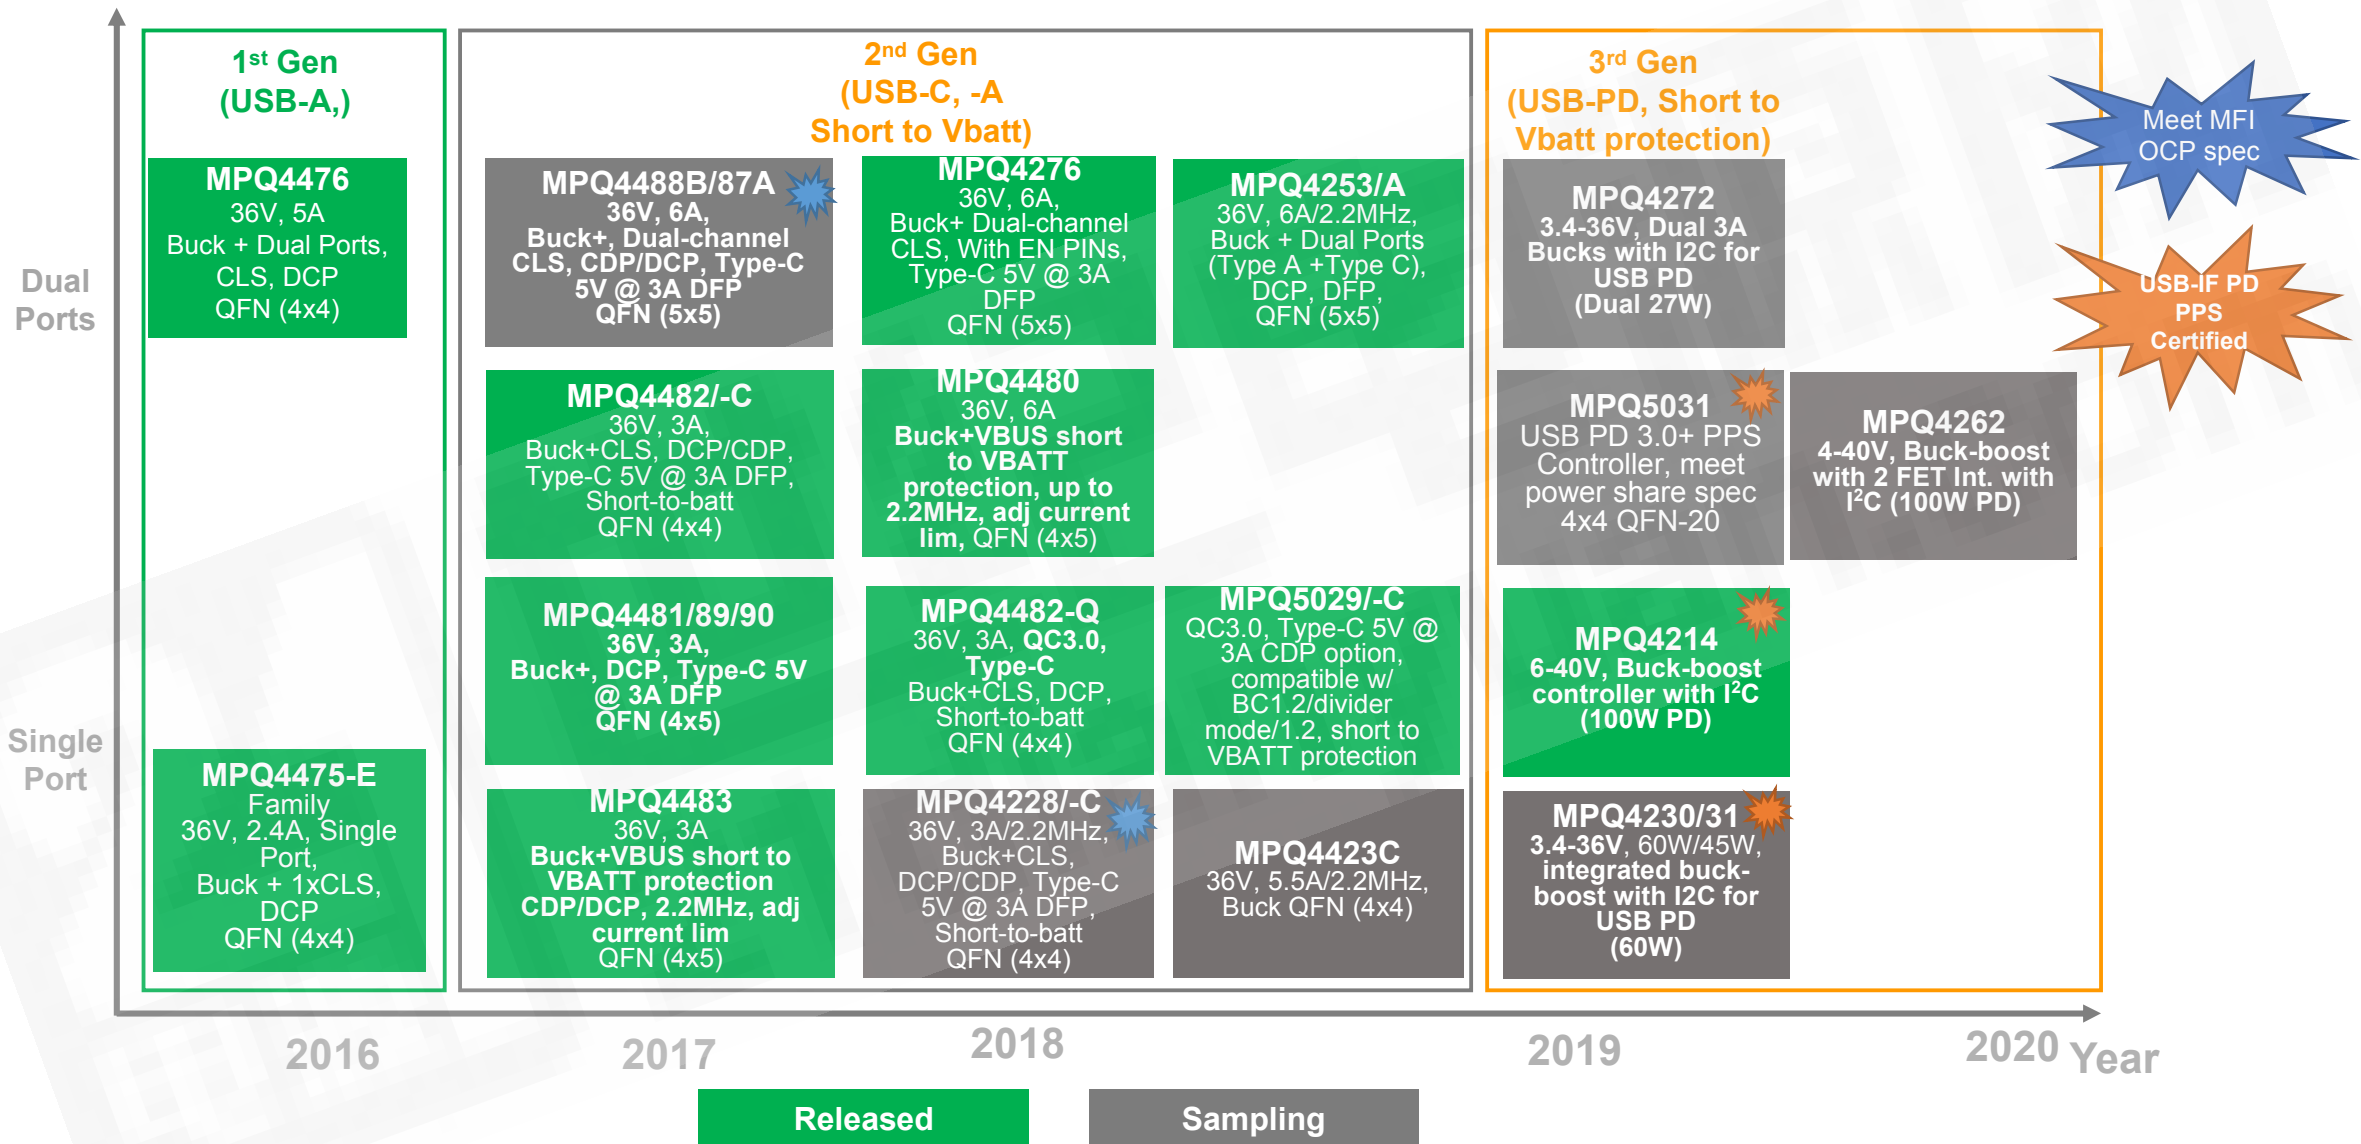 1st Gen
(USB-A,)
2nd Gen
(USB-C, -A
Short to Vbatt)
3rd Gen
(USB-PD, Short to
Vbatt protection)
Meet MFI
OCP spec
USB-IF PD
PPS
Certified
Dual
Ports
Single
Port
MPQ4476
36V, 5A
Buck + Dual Ports,
CLS, DCP
QFN (4x4)
MPQ4475-E
Family
36V, 2.4A, Single
Port,
Buck + 1xCLS,
DCP
QFN (4x4)
MPQ4488B/87A
36V, 6A,
Buck+, Dual-channel
CLS, CDP/DCP, Type-C
5V @ 3A DFP
QFN (5x5)
MPQ4276
36V, 6A,
Buck+ Dual-channel
CLS, With EN PINs,
Type-C 5V @ 3A
DFP
QFN (5x5)
MPQ4253/A
36V, 6A/2.2MHz,
Buck + Dual Ports
(Type A +Type C),
DCP, DFP,
QFN (5x5)
MPQ4482/-C
36V, 3A,
Buck+CLS, DCP/CDP,
Type-C 5V @ 3A DFP,
Short-to-batt
QFN (4x4)
MPQ4480
36V, 6A
Buck+VBUS short
to VBATT
protection, up to
2.2MHz, adj current
lim, QFN (4x5)
MPQ4481/89/90
36V, 3A,
Buck+, DCP, Type-C 5V
@ 3A DFP
QFN (4x5)
MPQ4482-Q
36V, 3A, QC3.0,
Type-C
Buck+CLS, DCP,
Short-to-batt
QFN (4x4)
MPQ5029/-C
QC3.0, Type-C 5V @
3A CDP option,
compatible w/
BC1.2/divider
mode/1.2, short to
VBATT protection
MPQ4483
36V, 3A
Buck+VBUS short to
VBATT protection
CDP/DCP, 2.2MHz, adj
current lim
QFN (4x5)
MPQ4228/-C
36V, 3A/2.2MHz,
Buck+CLS,
DCP/CDP, Type-C
5V @ 3A DFP,
Short-to-batt
QFN (4x4)
MPQ4423C
36V, 5.5A/2.2MHz,
Buck QFN (4x4)
MPQ4272
3.4-36V, Dual 3A
Bucks with I2C for
USB PD
(Dual 27W)
MPQ5031
USB PD 3.0+ PPS
Controller, meet
power share spec
4x4 QFN-20
MPQ4262
4-40V, Buck-boost
with 2 FET Int. with
I²C (100W PD)
MPQ4214
6-40V, Buck-boost
controller with I²C
(100W PD)
MPQ4230/31
3.4-36V, 60W/45W,
integrated buck-
boost with I2C for
USB PD
(60W)
2016
2017
2018
2019
2020
Year
Released
Sampling